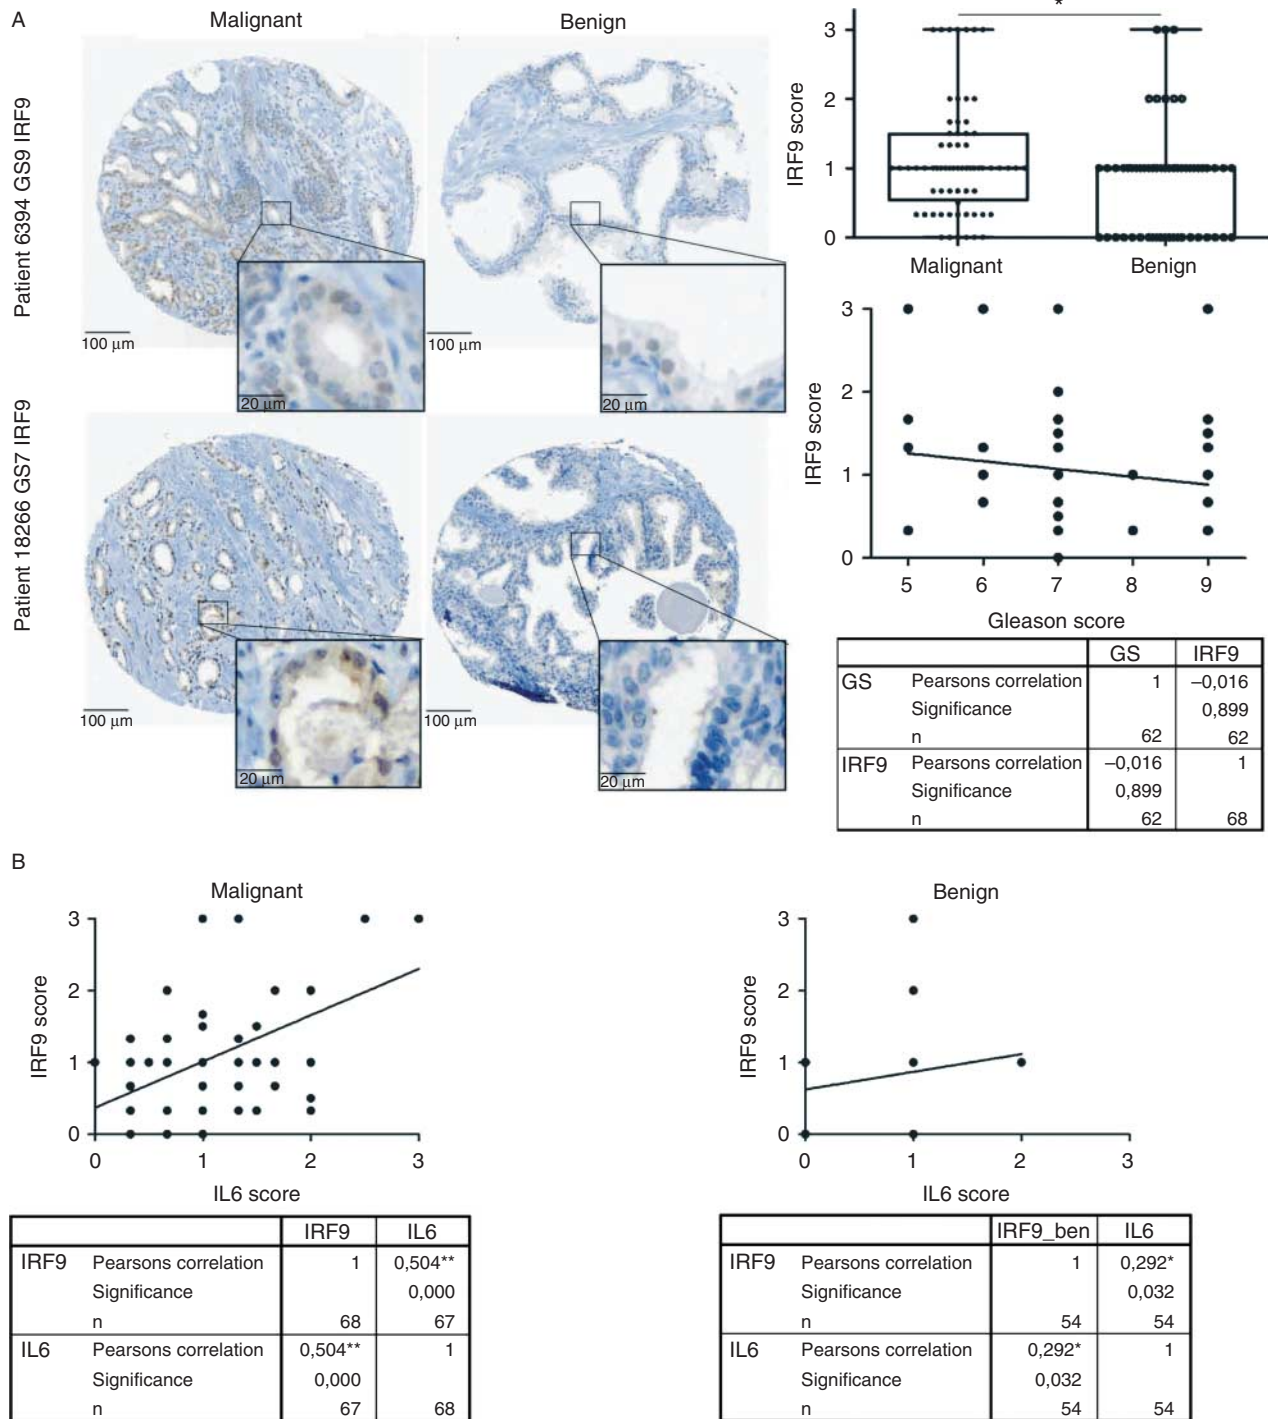 A
Malignant
Benign
Patient 6394 GS9 IRF9
100 µm
20 µm
100 µm
20 µm
Patient 18266 GS7 IRF9
100 µm
20 µm
100 µm
20 µm
*
IRF9 score
3
2
1
0
Malignant
Benign
IRF9 score
3
2
1
0
5 6 7 8 9
Gleason score
GS IRF9
GS Pearsons correlation 1 –0,016
Significance 0,899
n 62 62
IRF9 Pearsons correlation –0,016 1
Significance 0,899
n 62 68
B
Malignant
IRF9 score
3
2
1
0
0 1 2 3
IL6 score
IRF9 IL6
IRF9 Pearsons correlation 1 0,504**
Significance 0,000
n 68 67
IL6 Pearsons correlation 0,504** 1
Significance 0,000
n 67 68
Benign
IRF9 score
3
2
1
0
0 1 2 3
IL6 score
IRF9_ben IL6
IRF9 Pearsons correlation 1 0,292*
Significance 0,032
n 54 54
IL6 Pearsons correlation 0,292* 1
Significance 0,032
n 54 54